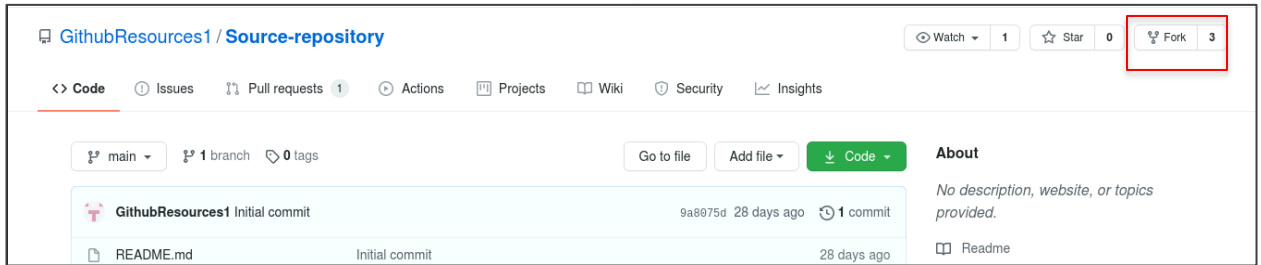 GithubResources1 / Source-repository
Watch 1 Star 0 Fork 3
Code Issues Pull requests 1 Actions Projects Wiki Security Insights
main 1 branch 0 tags Go to file Add file Code About
No description, website, or topics
provided.
GithubResources1 Initial commit 9a8075d 28 days ago 1 commit
README.md Initial commit 28 days ago
Readme